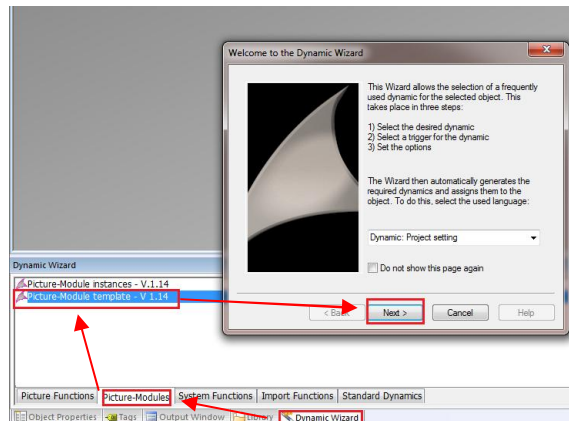 Welcome to the Dynamic Wizard
This Wizard allows the selection of a frequently
used dynamic for the selected object. This
takes place in three steps:
1) Select the desired dynamic
2) Select a trigger for the dynamic
3) Set the options
The Wizard then automatically generates the
required dynamics and assigns them to the
object. To do this, select the used language:
Dynamic: Project setting
Do not show this page again
< Back
Next >
Cancel
Help
Dynamic Wizard
Picture-Module instances - V.1.14
Picture-Module template - V 1.14
Picture Functions
Picture-Modules
System Functions
Import Functions
Standard Dynamics
Object Properties
Tags
Output Window
Library
Dynamic Wizard